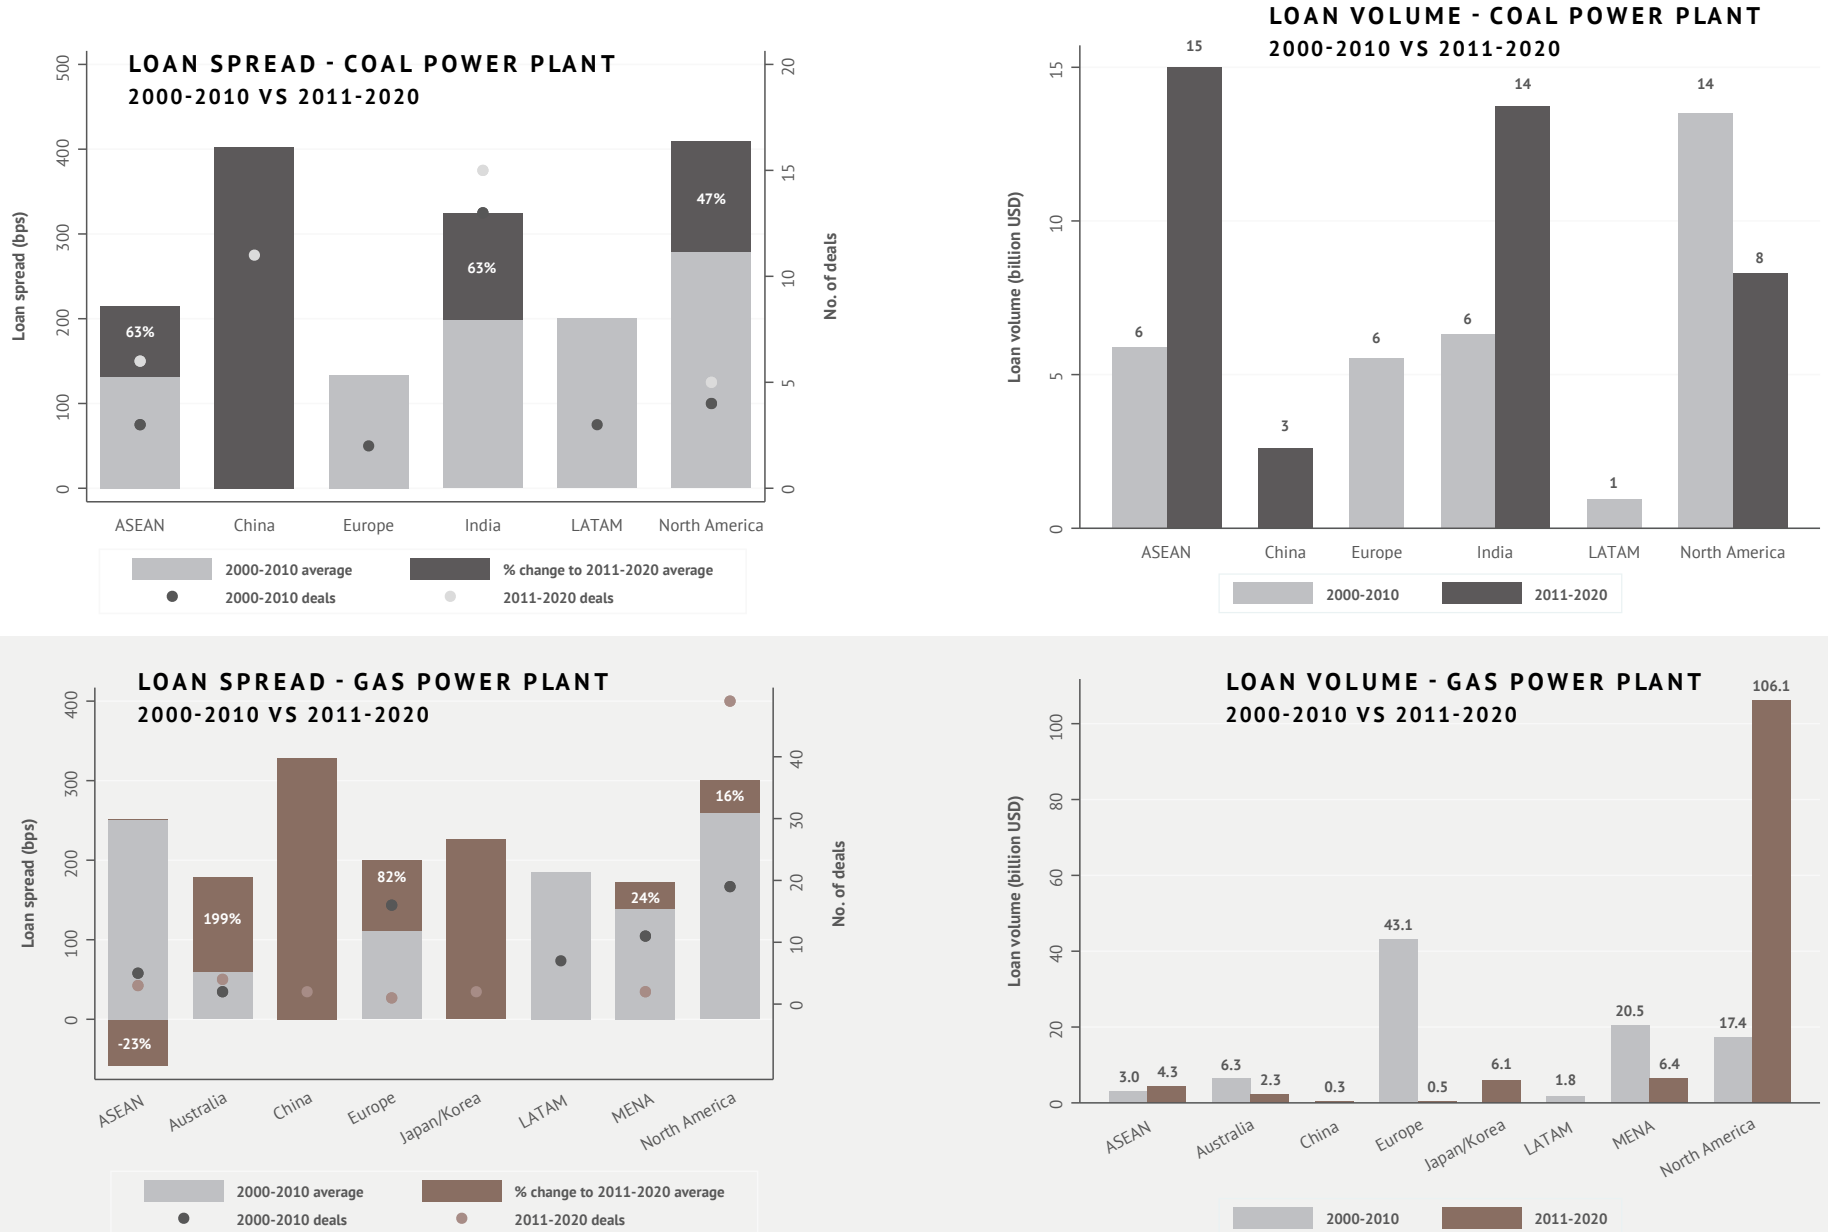 LOAN SPREAD - COAL POWER PLANT
2000-2010 VS 2011-2020
Loan spread (bps)
500
400
300
200
100
0
20
15
10
5
0
No. of deals
63%
63%
47%
ASEAN
China
Europe
India
LATAM
North America
2000-2010 average
% change to 2011-2020 average
2000-2010 deals
2011-2020 deals
LOAN VOLUME - COAL POWER PLANT
2000-2010 VS 2011-2020
Loan volume (billion USD)
15
10
5
0
6
15
3
6
6
14
1
14
8
ASEAN
China
Europe
India
LATAM
North America
2000-2010
2011-2020
LOAN SPREAD - GAS POWER PLANT
2000-2010 VS 2011-2020
Loan spread (bps)
400
300
200
100
0
40
30
20
10
0
No. of deals
-23%
199%
82%
24%
16%
ASEAN
Australia
China
Europe
Japan/Korea
LATAM
MENA
North America
2000-2010 average
% change to 2011-2020 average
2000-2010 deals
2011-2020 deals
LOAN VOLUME - GAS POWER PLANT
2000-2010 VS 2011-2020
Loan volume (billion USD)
100
80
60
40
20
0
3.0
4.3
6.3
2.3
0.3
43.1
0.5
6.1
1.8
20.5
6.4
17.4
106.1
ASEAN
Australia
China
Europe
Japan/Korea
LATAM
MENA
North America
2000-2010
2011-2020